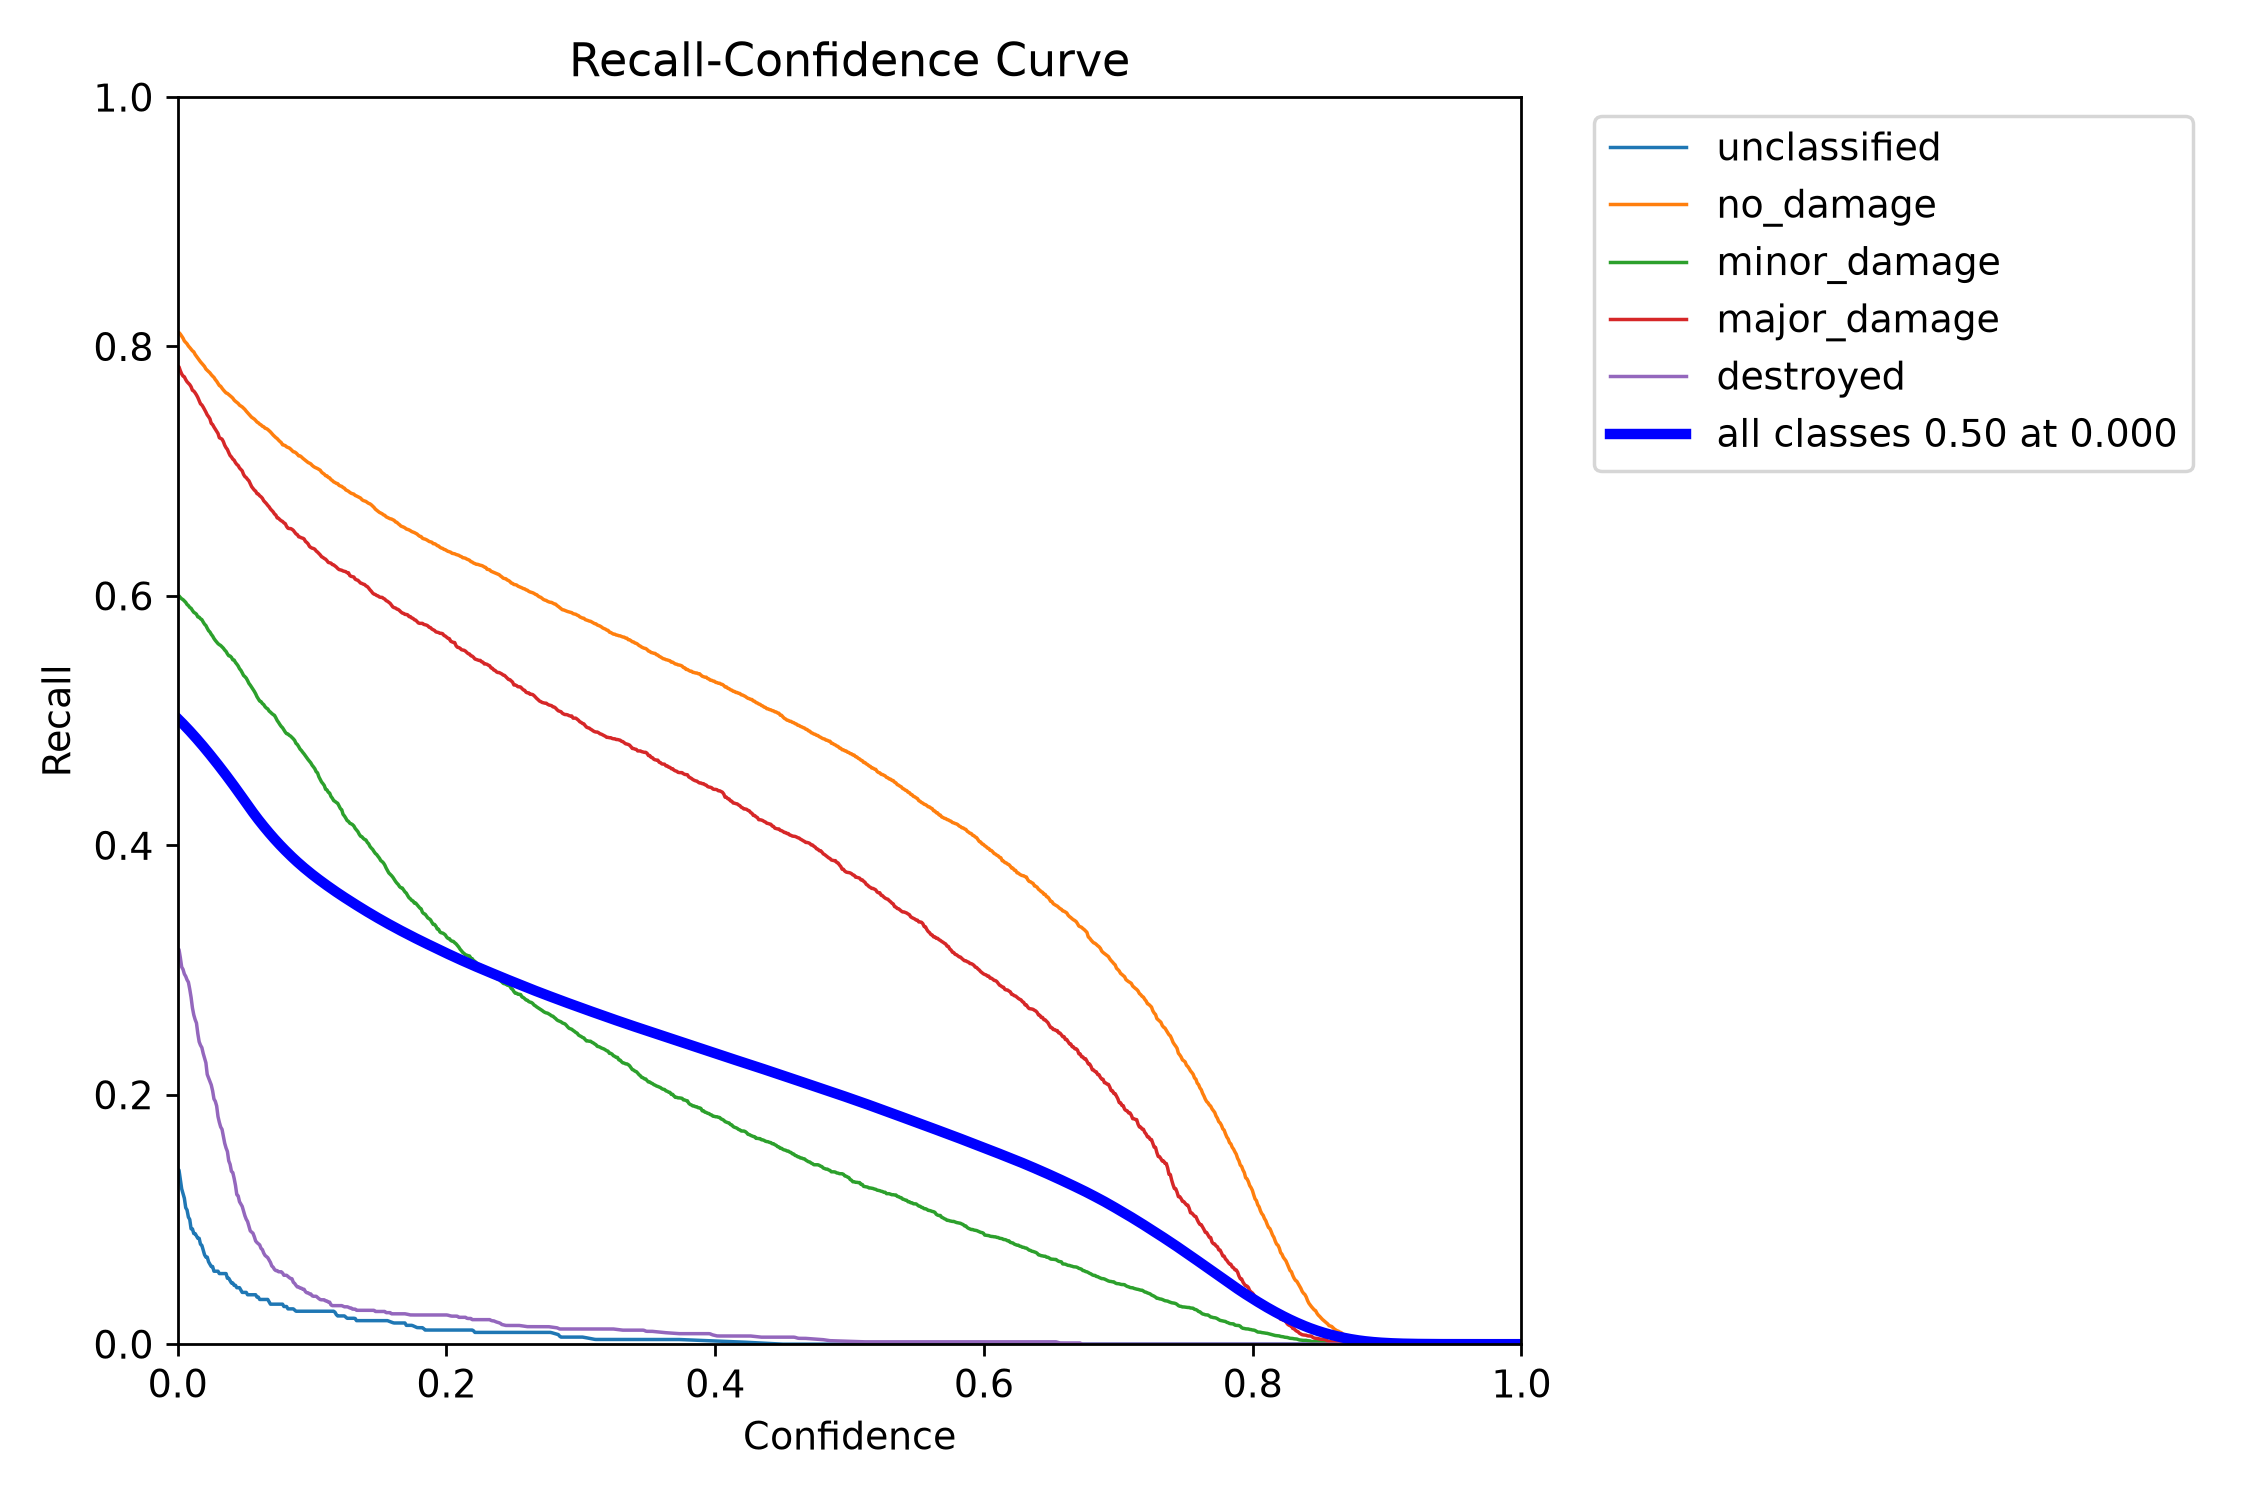 Recall-Confidence Curve
1.0
0.8
0.6
0.4
0.2
0.0
Recall
0.0 0.2 0.4 0.6 0.8 1.0
Confidence
unclassified
no_damage
minor_damage
major_damage
destroyed
all classes 0.50 at 0.000